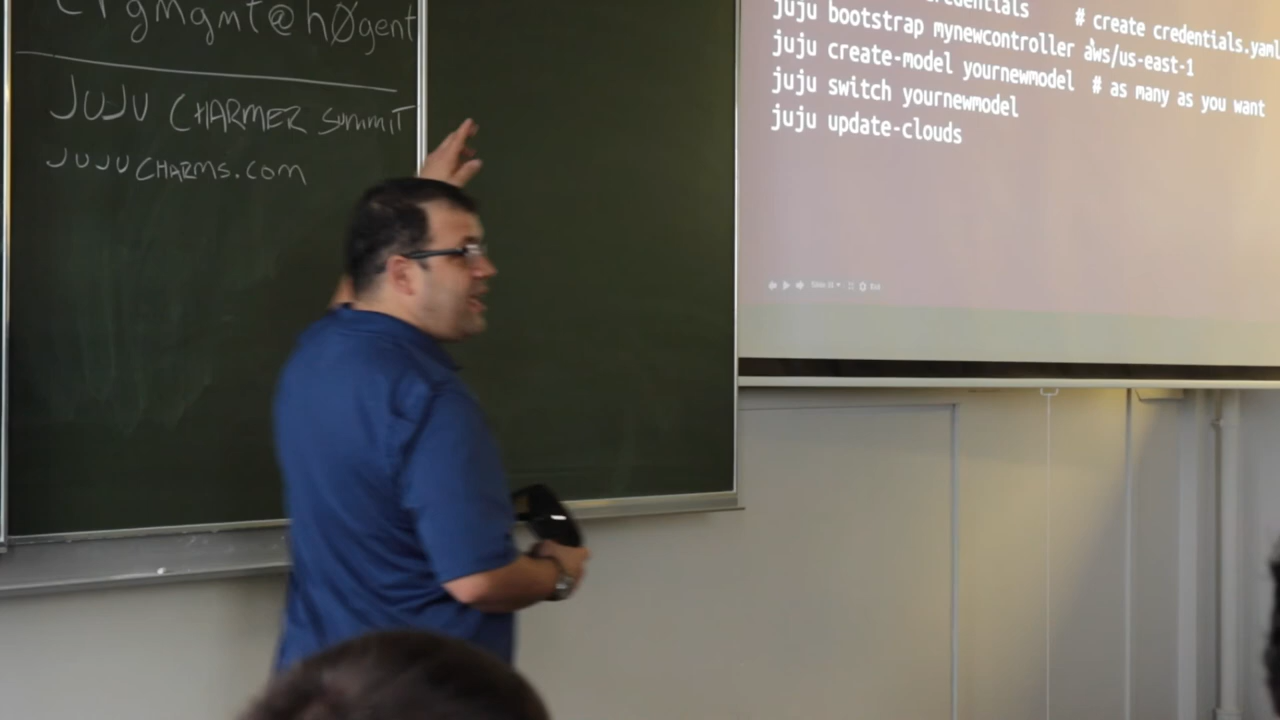 cfgmgmt@hØgent
JUJU CHARMER SUMMIT
JUJUCHARMS.COM
# create credentials.yaml
juju bootstrap mynewcontroller aws/us-east-1
juju create-model yournewmodel # as many as you want
juju switch yournewmodel
juju update-clouds